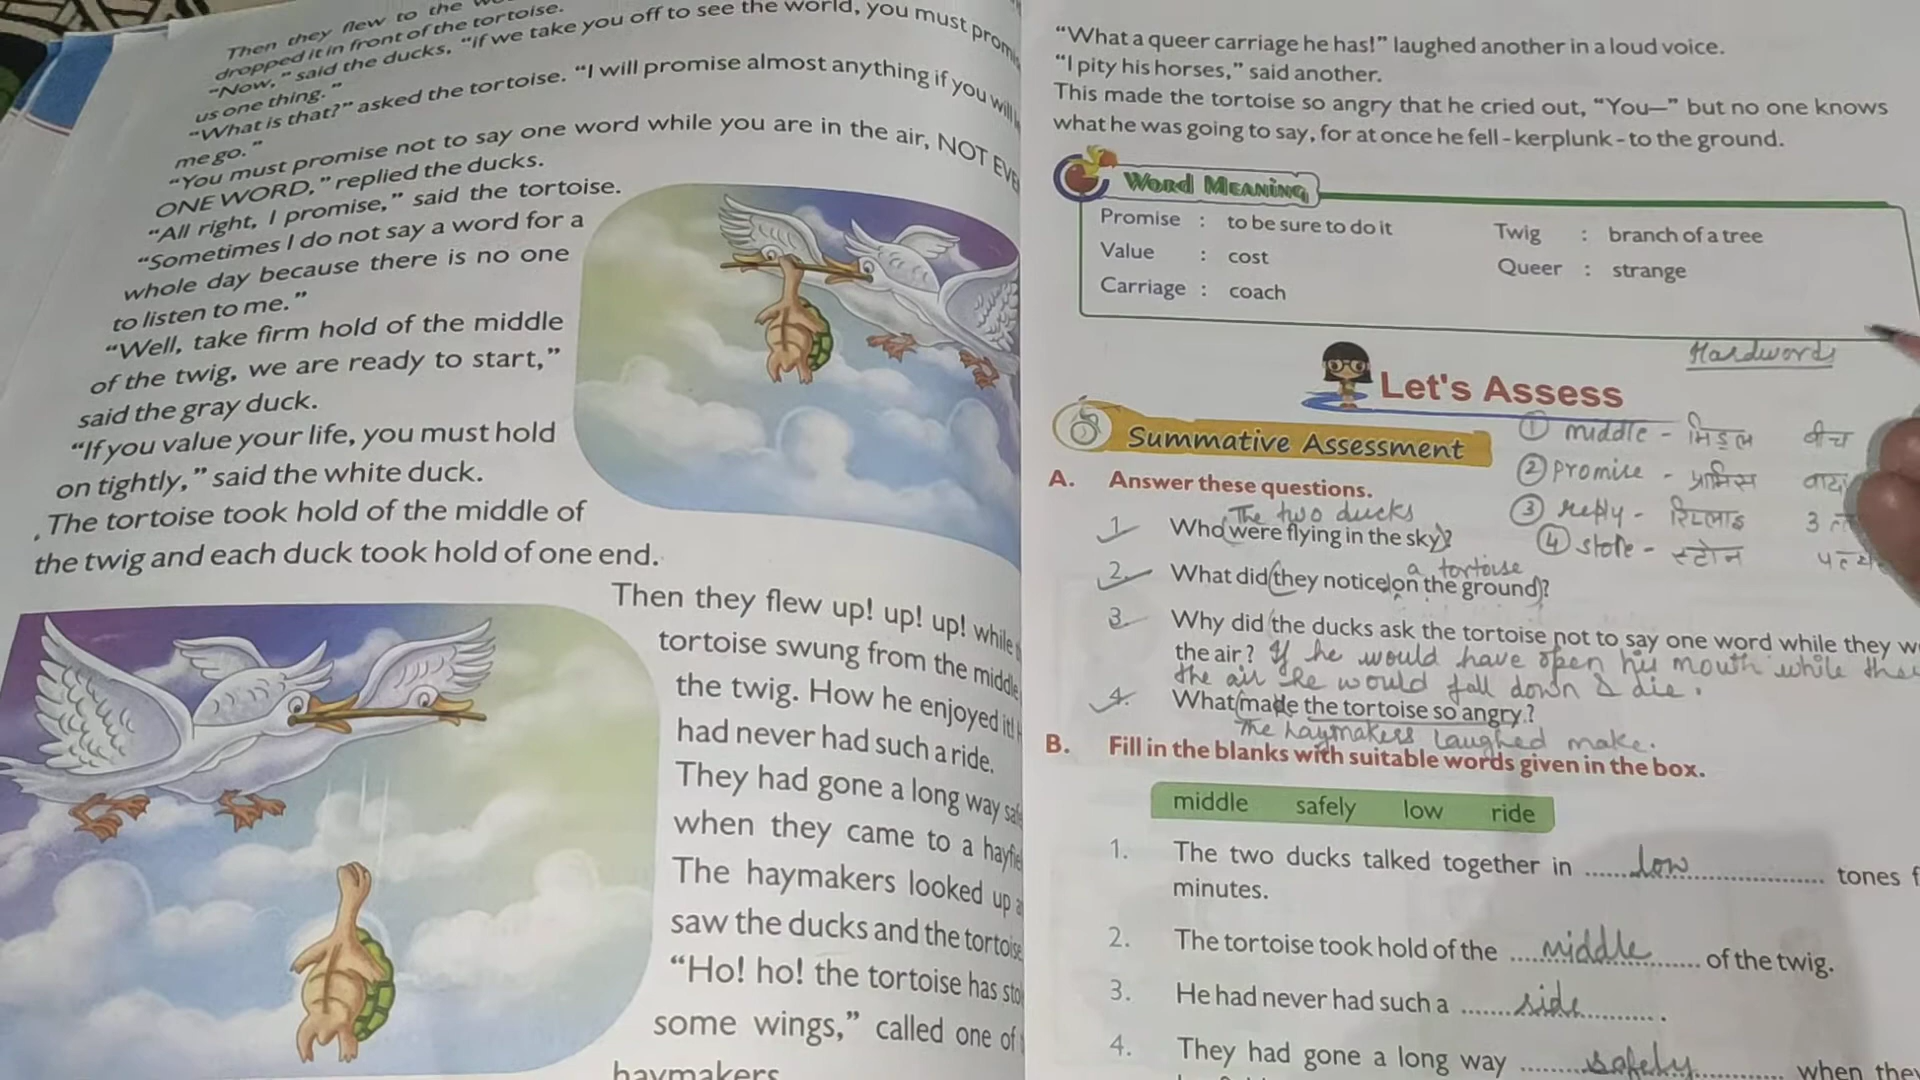 Then they flew to the
dropped it in front of the tortoise.
"Now," said the ducks, "if we take you off to see the world, you must promis
us one thing."
"What is that?" asked the tortoise. "I will promise almost anything if you will
me go."
"You must promise not to say one word while you are in the air, NOT EVE
ONE WORD," replied the ducks.
"All right, I promise," said the tortoise.
"Sometimes I do not say a word for a
whole day because there is no one
to listen to me."
"Well, take firm hold of the middle
of the twig, we are ready to start,"
said the gray duck.
"If you value your life, you must hold
on tightly," said the white duck.
The tortoise took hold of the middle of
the twig and each duck took hold of one end.
Then they flew up! up! up! while
tortoise swung from the middle
the twig. How he enjoyed it!
had never had such a ride.
They had gone a long way saf
when they came to a hayfie
The haymakers looked up a
saw the ducks and the tortoise
"Ho! ho! the tortoise has sto
some wings," called one of
haymakers
"What a queer carriage he has!" laughed another in a loud voice.
"I pity his horses," said another.
This made the tortoise so angry that he cried out, "You—" but no one knows
what he was going to say, for at once he fell - kerplunk - to the ground.
Word Meaning
Promise : to be sure to do it
Value : cost
Carriage : coach
Twig : branch of a tree
Queer : strange
Hardwords
Let's Assess
① middle - मिडल बीच
② promise - प्रामिस
③ reply - रिप्लाइ
④ stone - स्टोन
Summative Assessment
A. Answer these questions.
The two ducks
1. Who were flying in the sky?
a tortoise
2. What did they notice on the ground?
3. Why did the ducks ask the tortoise not to say one word while they w
the air? If he would have open his mouth while the
the air he would fall down & die.
4. What made the tortoise so angry?
The haymakers laughed make.
B. Fill in the blanks with suitable words given in the box.
middle safely low ride
1. The two ducks talked together in ......low...... tones f
minutes.
2. The tortoise took hold of the ......middle...... of the twig.
3. He had never had such a ......side...... .
4. They had gone a long way ......safely...... when they